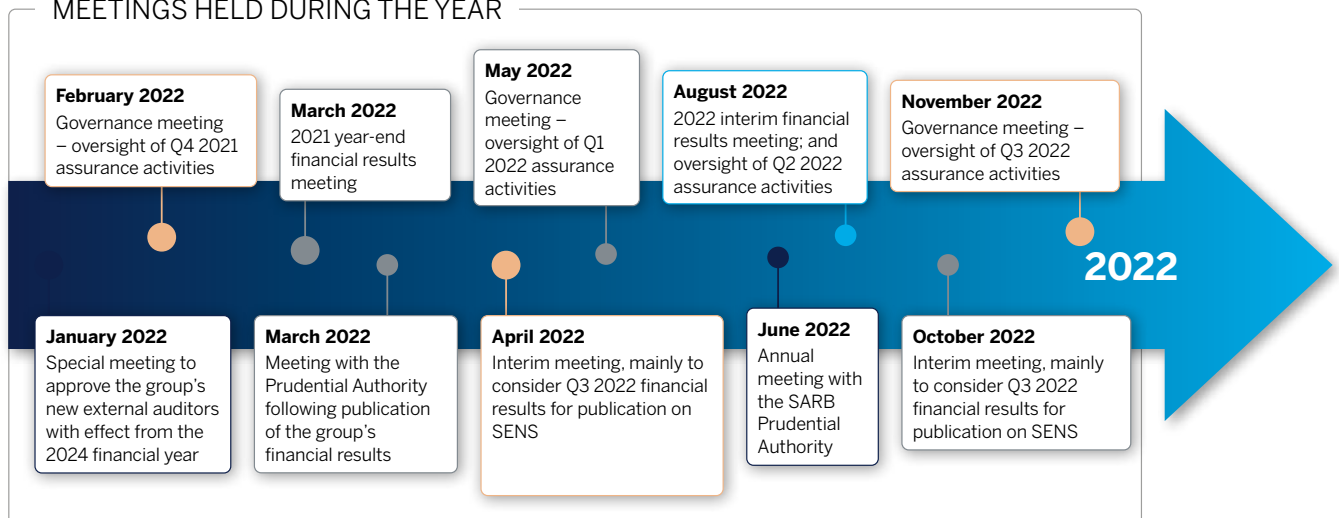 MEETINGS HELD DURING THE YEAR
February 2022
Governance meeting
– oversight of Q4 2021
assurance activities
March 2022
2021 year-end
financial results
meeting
May 2022
Governance
meeting –
oversight of Q1
2022 assurance
activities
August 2022
2022 interim financial
results meeting; and
oversight of Q2 2022
assurance activities
November 2022
Governance meeting –
oversight of Q3 2022
assurance activities
2022
January 2022
Special meeting to
approve the group's
new external auditors
with effect from the
2024 financial year
March 2022
Meeting with the
Prudential Authority
following publication
of the group's
financial results
April 2022
Interim meeting, mainly to
consider Q3 2022 financial
results for publication on
SENS
June 2022
Annual
meeting with
the SARB
Prudential
Authority
October 2022
Interim meeting, mainly
to consider Q3 2022
financial results for
publication on SENS